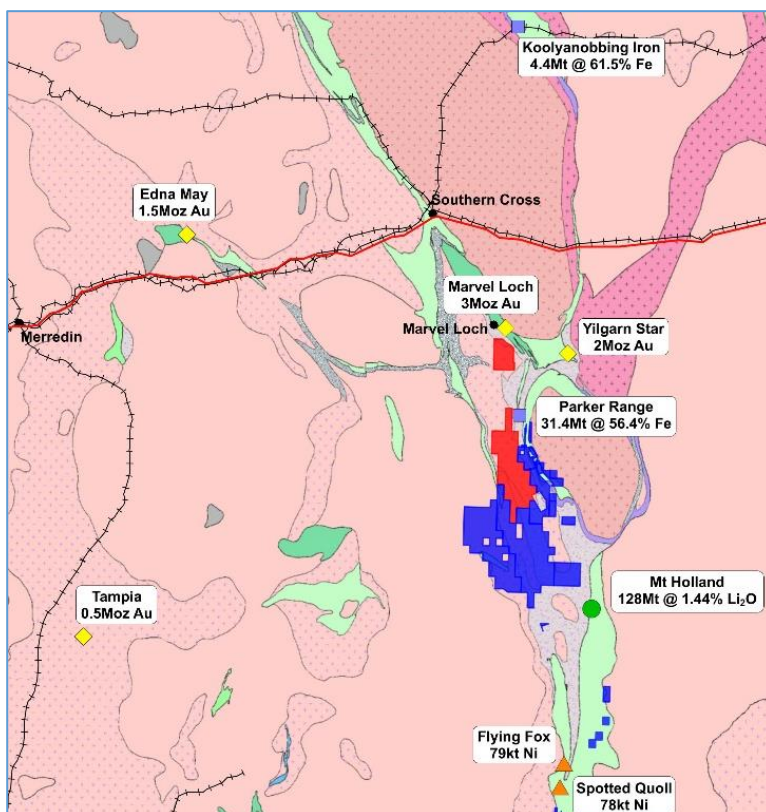 Koolyanobbing Iron
4.4Mt @ 61.5% Fe
Edna May
1.5Moz Au
Southern Cross
Marvel Loch
3Moz Au
Marvel Loch
Yilgarn Star
2Moz Au
Merredin
Parker Range
31.4Mt @ 56.4% Fe
Mt Holland
128Mt @ 1.44% Li₂O
Tampia
0.5Moz Au
Flying Fox
79kt Ni
Spotted Quoll
78kt Ni